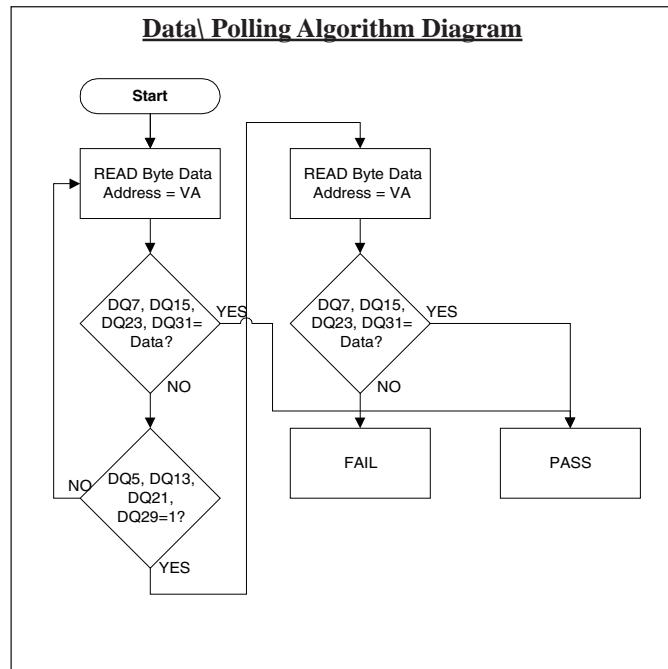 Data\ Polling Algorithm Diagram
Start
READ Byte Data
Address = VA
DQ7, DQ15,
DQ23, DQ31=
Data?
YES
NO
DQ5, DQ13,
DQ21,
DQ29=1?
NO
YES
READ Byte Data
Address = VA
DQ7, DQ15,
DQ23, DQ31=
Data?
YES
NO
FAIL
PASS